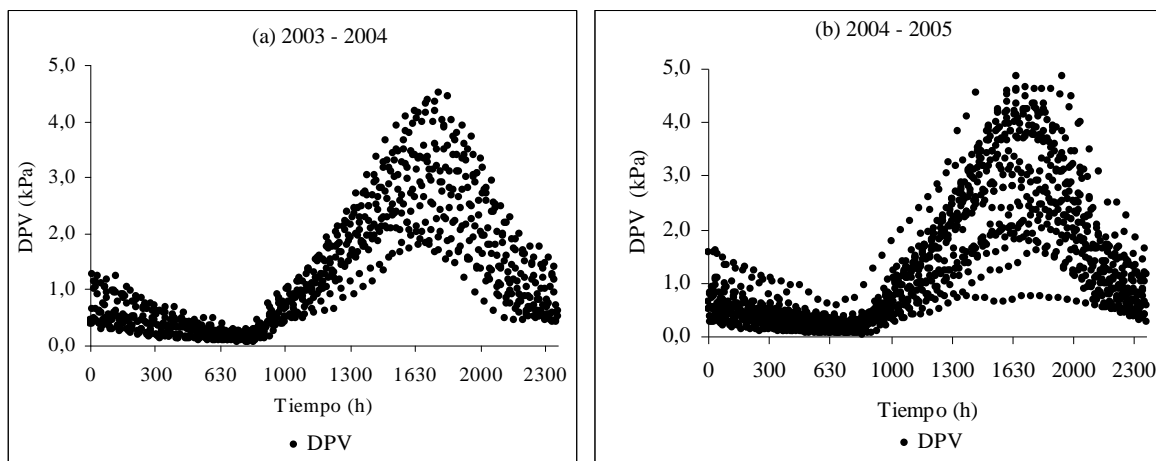 (a) 2003 - 2004
5,0
4,0
3,0
2,0
1,0
0,0
DPV (kPa)
0 300 630 1000 1300 1630 2000 2300
Tiempo (h)
DPV
(b) 2004 - 2005
5,0
4,0
3,0
2,0
1,0
0,0
DPV (kPa)
0 300 630 1000 1300 1630 2000 2300
Tiempo (h)
DPV